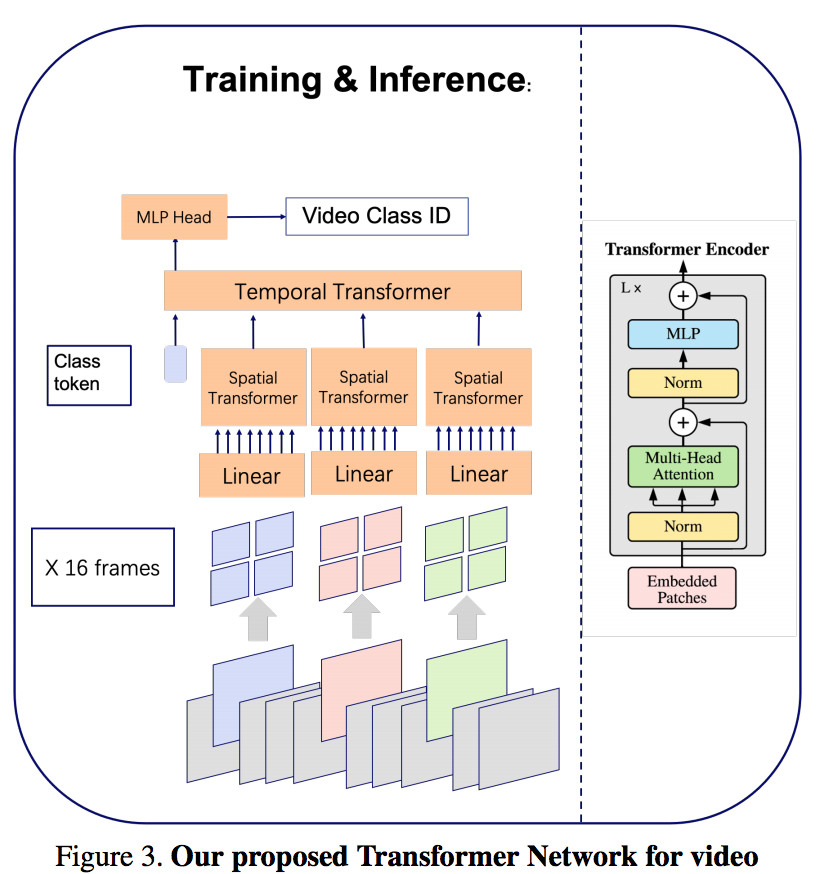 Training & Inference:
MLP Head
Video Class ID
Temporal Transformer
Class
token
Spatial
Transformer
Spatial
Transformer
Spatial
Transformer
Linear
Linear
Linear
X 16 frames
Transformer Encoder
L x
+
MLP
Norm
+
Multi-Head
Attention
Norm
Embedded
Patches
Figure 3. Our proposed Transformer Network for video